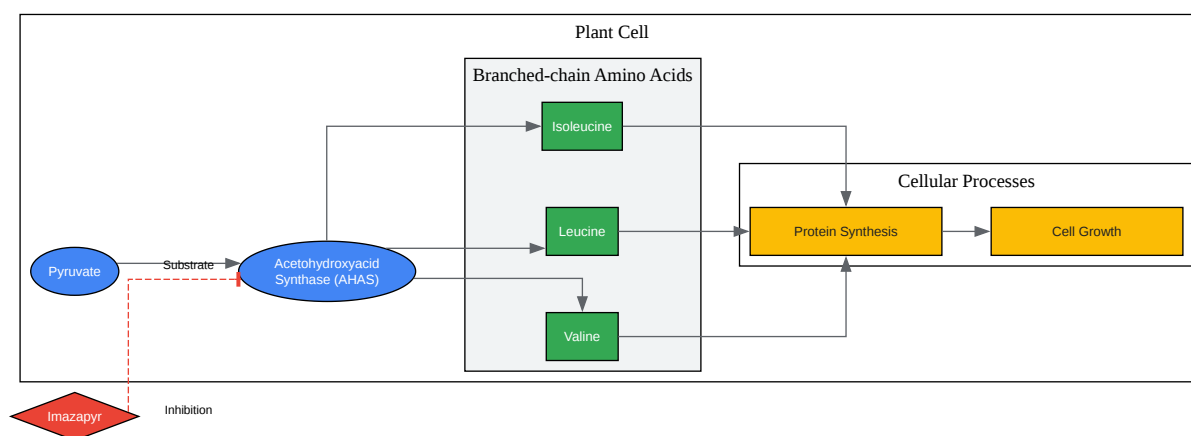 Plant Cell
Branched-chain Amino Acids
Isoleucine
Cellular Processes
Leucine
Protein Synthesis
Cell Growth
Pyruvate
Substrate
Acetohydroxyacid
Synthase (AHAS)
Valine
Imazapyr
Inhibition